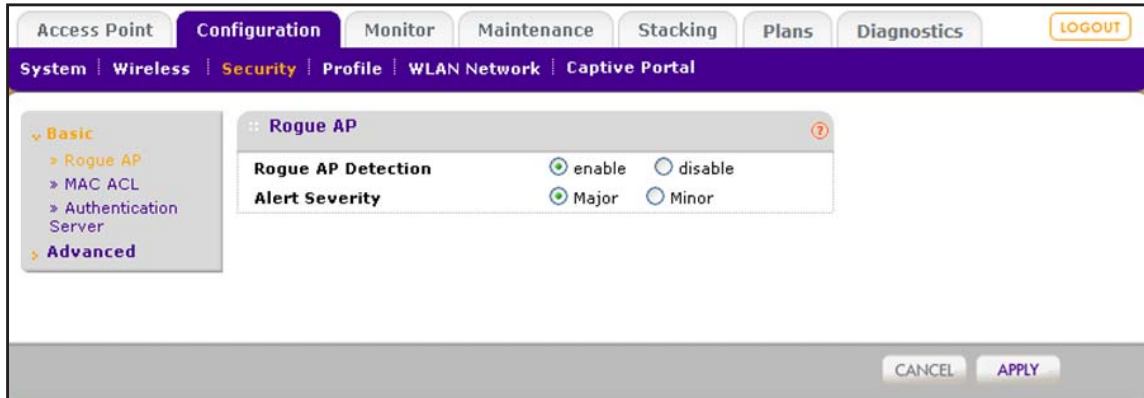 Access Point Configuration Monitor Maintenance Stacking Plans Diagnostics LOGOUT
System Wireless Security Profile WLAN Network Captive Portal
Basic
» Rogue AP
» MAC ACL
» Authentication
Server
Advanced
Rogue AP ?
Rogue AP Detection enable disable
Alert Severity Major Minor
CANCEL APPLY